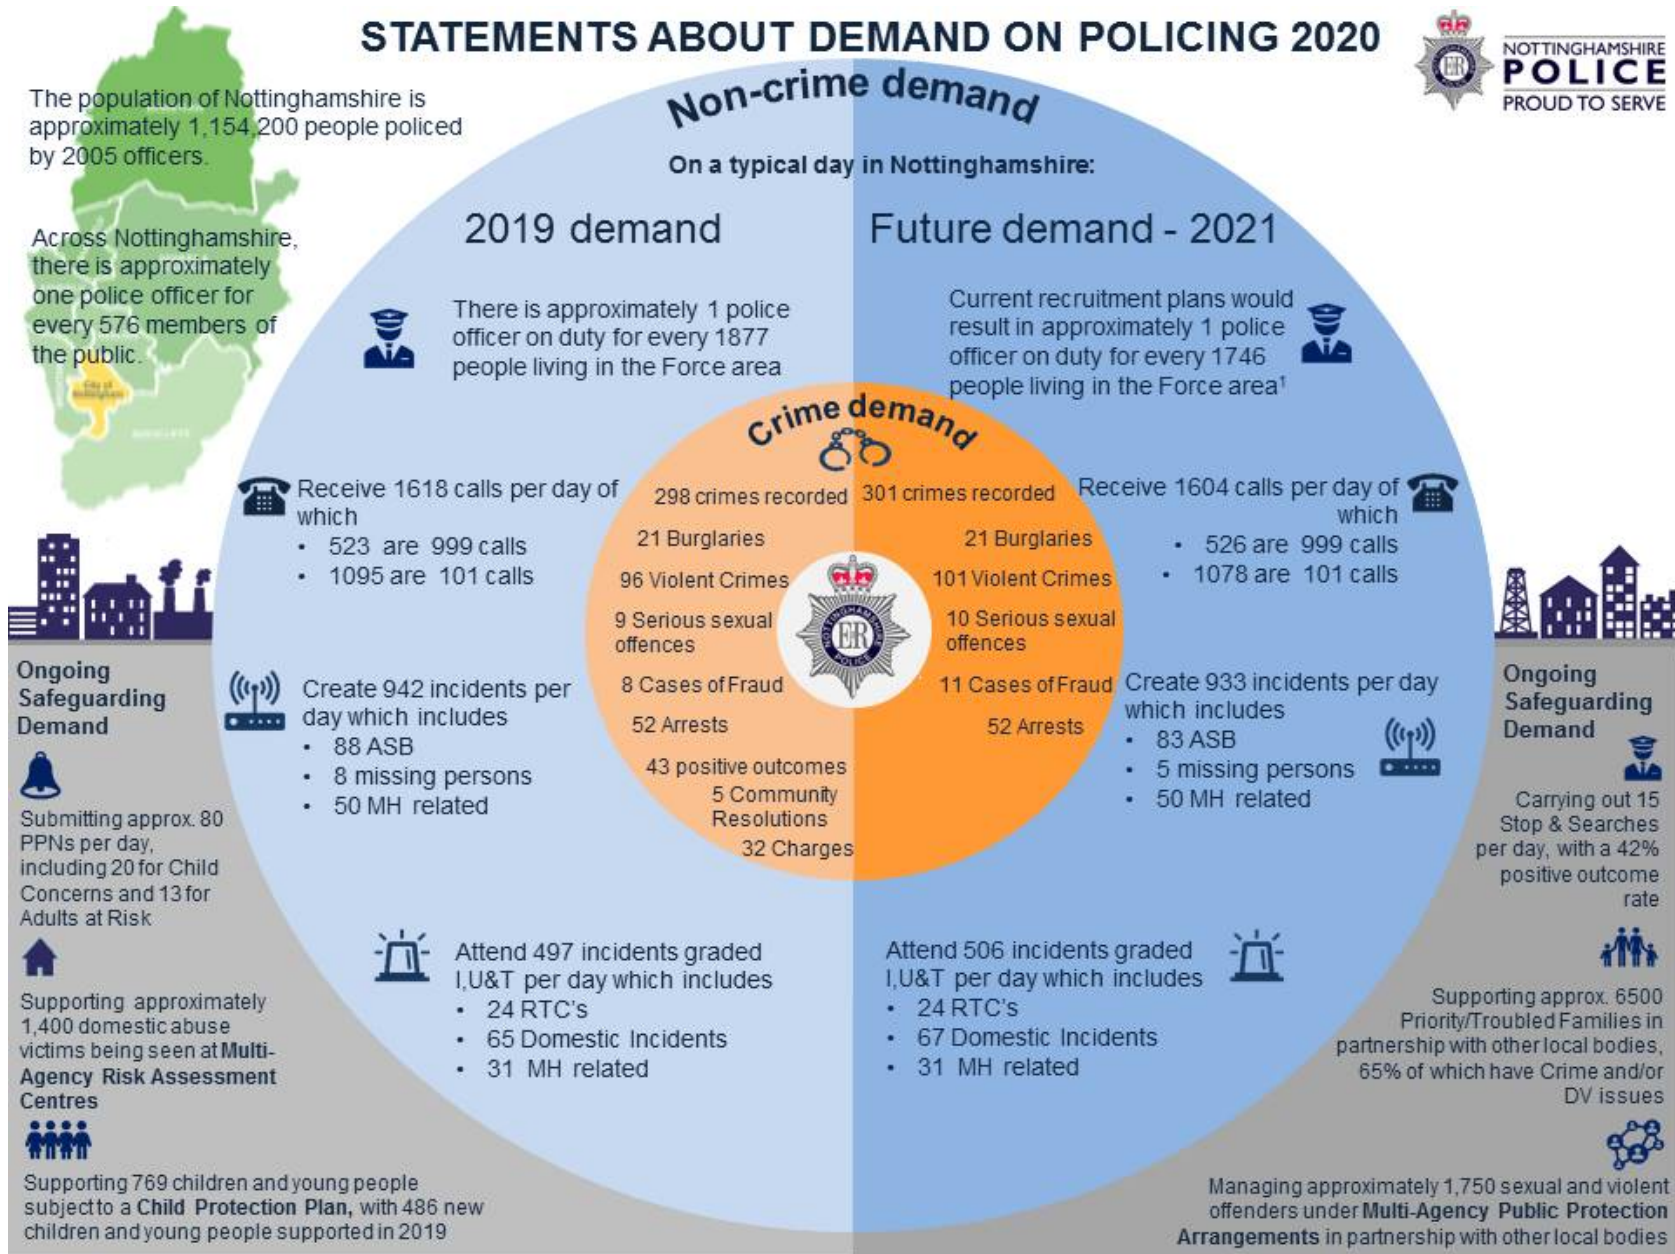 STATEMENTS ABOUT DEMAND ON POLICING 2020
NOTTINGHAMSHIRE
POLICE
PROUD TO SERVE
The population of Nottinghamshire is
approximately 1,154,200 people policed
by 2005 officers.
Across Nottinghamshire,
there is approximately
one police officer for
every 576 members of
the public.
City of
Nottingham
Non-crime demand
On a typical day in Nottinghamshire:
2019 demand
There is approximately 1 police
officer on duty for every 1877
people living in the Force area
Receive 1618 calls per day of
which
• 523 are 999 calls
• 1095 are 101 calls
Create 942 incidents per
day which includes
• 88 ASB
• 8 missing persons
• 50 MH related
Attend 497 incidents graded
I,U&T per day which includes
• 24 RTC's
• 65 Domestic Incidents
• 31 MH related
Future demand - 2021
Current recruitment plans would
result in approximately 1 police
officer on duty for every 1746
people living in the Force area¹
Receive 1604 calls per day of
which
• 526 are 999 calls
• 1078 are 101 calls
Create 933 incidents per day
which includes
• 83 ASB
• 5 missing persons
• 50 MH related
Attend 506 incidents graded
I,U&T per day which includes
• 24 RTC's
• 67 Domestic Incidents
• 31 MH related
Crime demand
298 crimes recorded
21 Burglaries
96 Violent Crimes
9 Serious sexual
offences
8 Cases of Fraud
52 Arrests
43 positive outcomes
5 Community
Resolutions
32 Charges
301 crimes recorded
21 Burglaries
101 Violent Crimes
10 Serious sexual
offences
11 Cases of Fraud
52 Arrests
NOTTINGHAMSHIRE
ER
POLICE
Ongoing
Safeguarding
Demand
Submitting approx. 80
PPNs per day,
including 20 for Child
Concerns and 13 for
Adults at Risk
Supporting approximately
1,400 domestic abuse
victims being seen at Multi-
Agency Risk Assessment
Centres
Supporting 769 children and young people
subject to a Child Protection Plan, with 486 new
children and young people supported in 2019
Ongoing
Safeguarding
Demand
Carrying out 15
Stop & Searches
per day, with a 42%
positive outcome
rate
Supporting approx. 6500
Priority/Troubled Families in
partnership with other local bodies,
65% of which have Crime and/or
DV issues
Managing approximately 1,750 sexual and violent
offenders under Multi-Agency Public Protection
Arrangements in partnership with other local bodies